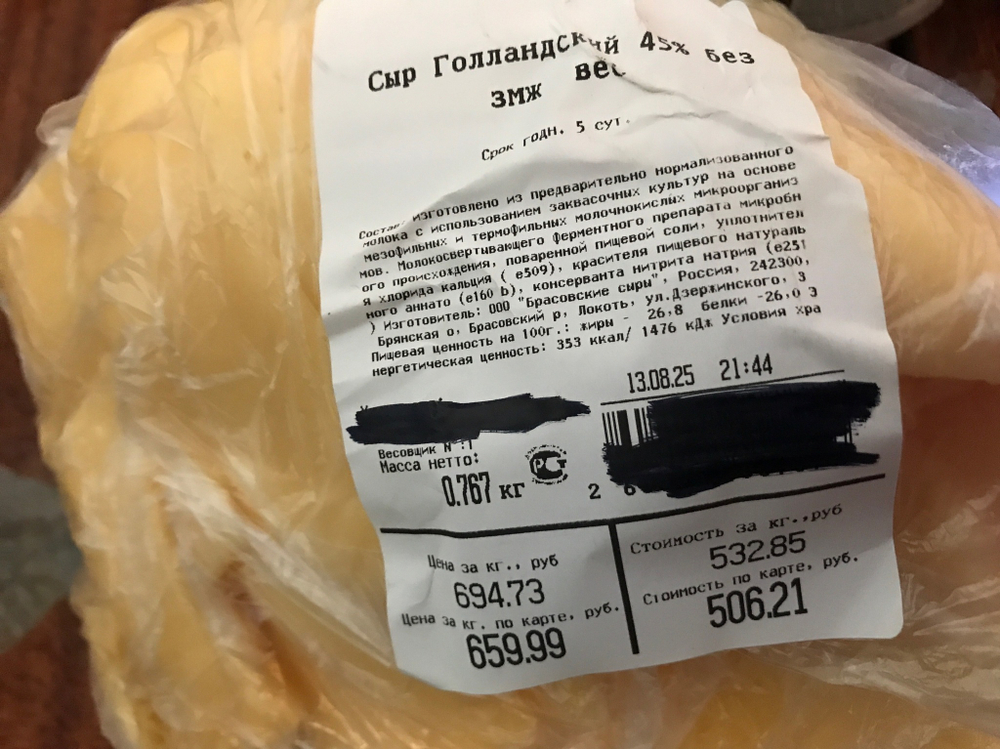 Сыр Голландский 45% без
змж вес
Срок годн. 5 сут.
Состав изготовлено из предварительно нормализованного
молока с использованием заквасочных культур на основе
мезофильных и термофильных молочнокислых микроорганиз
мов. Молокосвертывающего ферментного препарата микробн
ого происхождения, поваренной пищевой соли, уплотнител
я хлорида кальция ( е509), красителя пищевого натураль
ного аннато (е160 b), консерванта нитрита натрия (е251
) Изготовитель: ООО "Брасовские сыры", Россия, 242300,
Брянская о, Брасовский р, Локоть, ул.Дзержинского, 3
Пищевая ценность на 100г.: жиры - 26,8 белки -26,0 Э
нергетическая ценность: 353 ккал/ 1476 кДж Условия хра
13.08.25 21:44
Весовщик №:1
Масса нетто:
0.767 кг
РСТ
2 6
Цена за кг., руб
694.73
Цена за кг. по карте, руб.
659.99
Стоимость за кг.,руб
532.85
Стоимость по карте, руб.
506.21